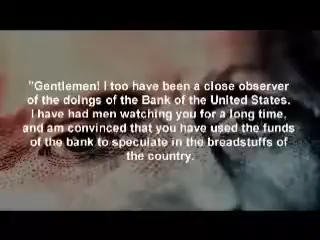 "Gentlemen! I too have been a close observer
of the doings of the Bank of the United States.
I have had men watching you for a long time,
and am convinced that you have used the funds
of the bank to speculate in the breadstuffs of
the country.